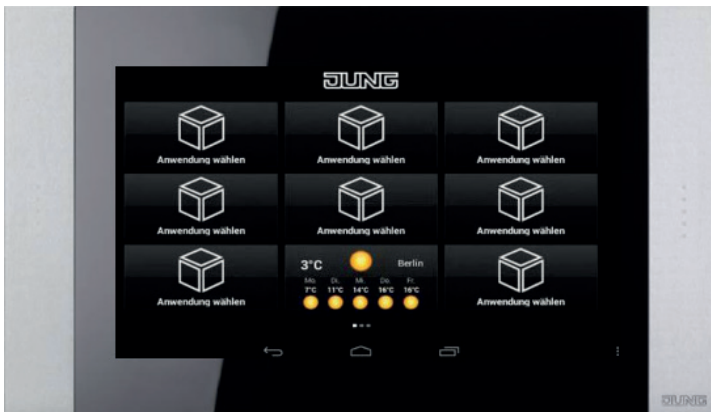 JUNG
Anwendung wählen
Anwendung wählen
Anwendung wählen
Anwendung wählen
Anwendung wählen
Anwendung wählen
Anwendung wählen
3°C
Berlin
Mo. Di. Mi. Do. Fr.
7°C 11°C 14°C 16°C 16°C
Anwendung wählen
JUNG